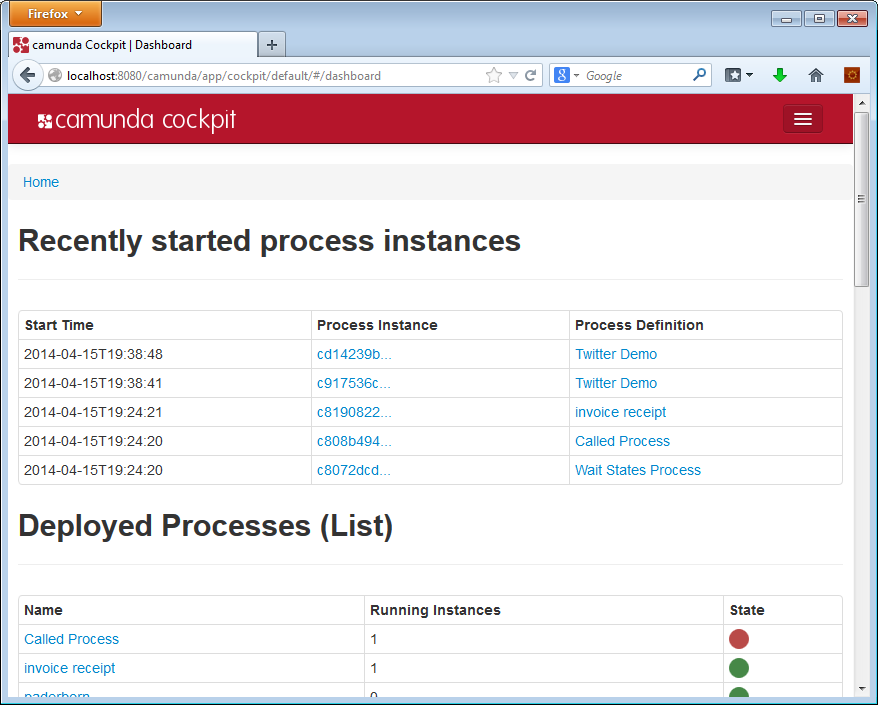 Firefox
camunda Cockpit | Dashboard
localhost:8080/camunda/app/cockpit/default/#/dashboard
Google
camunda cockpit
Home
Recently started process instances
Start Time Process Instance Process Definition
2014-04-15T19:38:48 cd14239b... Twitter Demo
2014-04-15T19:38:41 c917536c... Twitter Demo
2014-04-15T19:24:21 c8190822... invoice receipt
2014-04-15T19:24:20 c808b494... Called Process
2014-04-15T19:24:20 c8072dcd... Wait States Process
Deployed Processes (List)
Name Running Instances State
Called Process 1
invoice receipt 1
paderborn 0